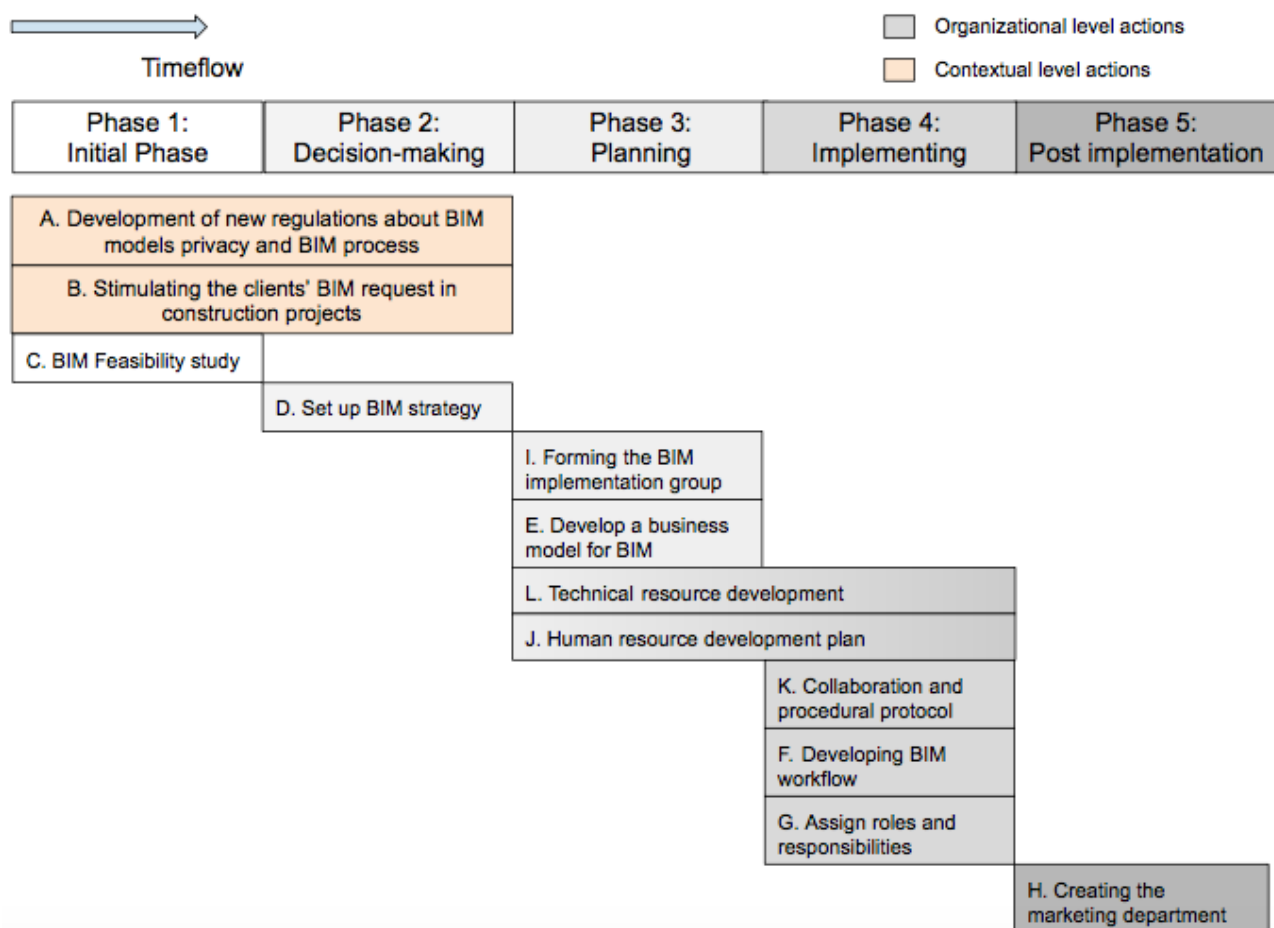 Timeflow
Organizational level actions
Contextual level actions
Phase 1:
Initial Phase
Phase 2:
Decision-making
Phase 3:
Planning
Phase 4:
Implementing
Phase 5:
Post implementation
A. Development of new regulations about BIM
models privacy and BIM process
B. Stimulating the clients' BIM request in
construction projects
C. BIM Feasibility study
D. Set up BIM strategy
I. Forming the BIM
implementation group
E. Develop a business
model for BIM
L. Technical resource development
J. Human resource development plan
K. Collaboration and
procedural protocol
F. Developing BIM
workflow
G. Assign roles and
responsibilities
H. Creating the
marketing department